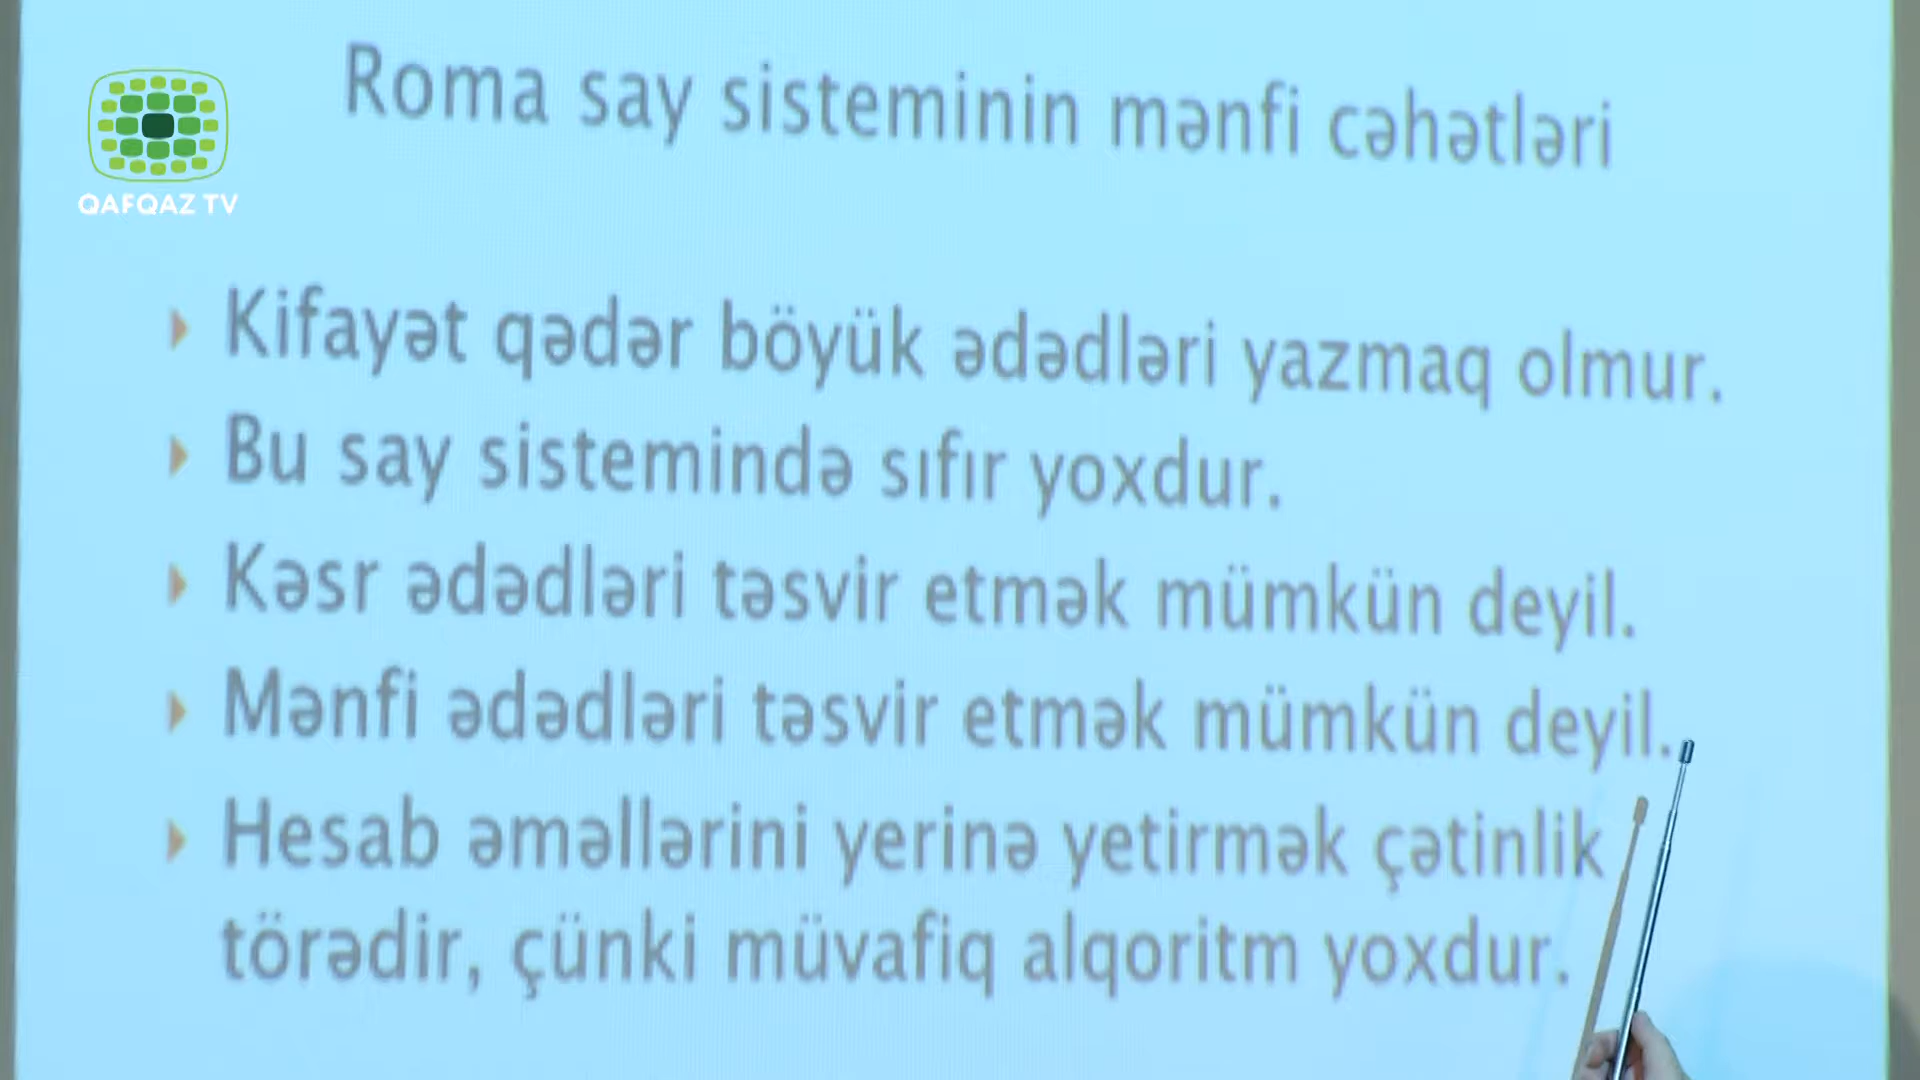 Roma say sisteminin mənfi cəhətləri
QAFQAZ TV
Kifayət qədər böyük ədədləri yazmaq olmur.
Bu say sistemində sıfır yoxdur.
Kəsr ədədləri təsvir etmək mümkün deyil.
Mənfi ədədləri təsvir etmək mümkün deyil.
Hesab əməllərini yerinə yetirmək çətinlik
törədir, çünki müvafiq alqoritm yoxdur.